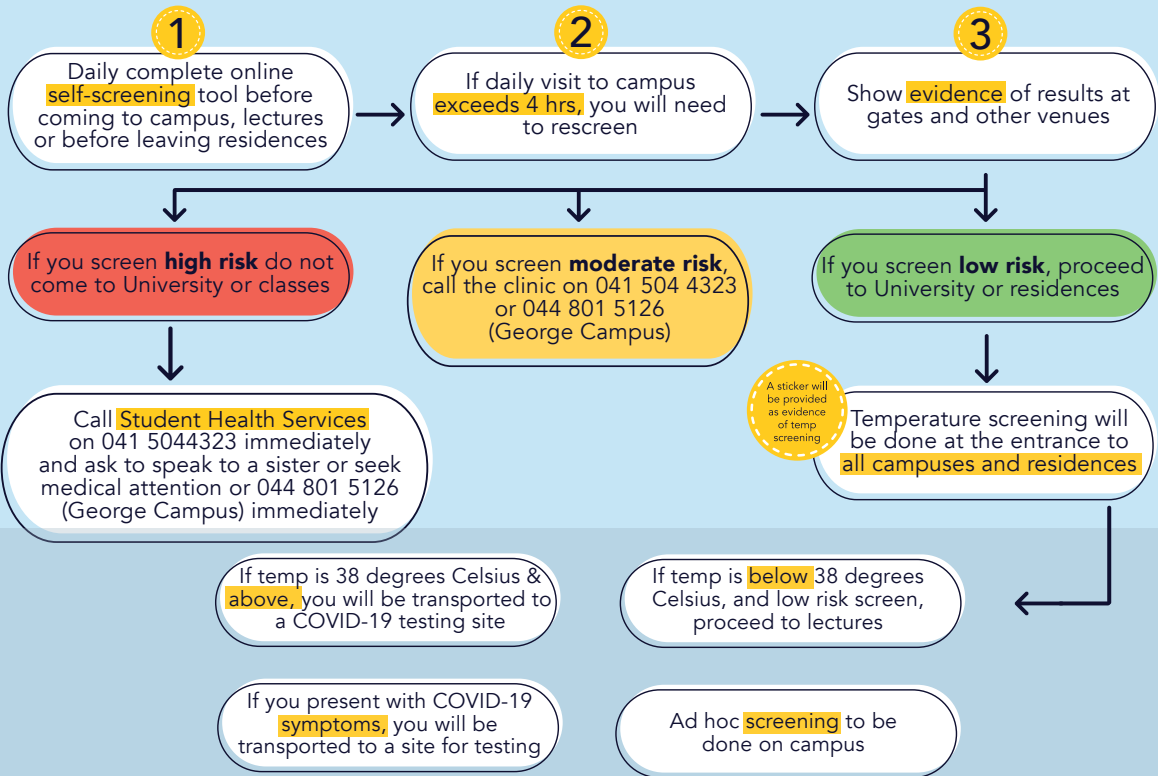 1
Daily complete online
self-screening tool before
coming to campus, lectures
or before leaving residences
2
If daily visit to campus
exceeds 4 hrs, you will need
to rescreen
3
Show evidence of results at
gates and other venues
If you screen high risk do not
come to University or classes
If you screen moderate risk,
call the clinic on 041 504 4323
or 044 801 5126
(George Campus)
If you screen low risk, proceed
to University or residences
Call Student Health Services
on 041 5044323 immediately
and ask to speak to a sister or seek
medical attention or 044 801 5126
(George Campus) immediately
A sticker will
be provided
as evidence
of temp
screening
Temperature screening will
be done at the entrance to
all campuses and residences
If temp is 38 degrees Celsius &
above, you will be transported to
a COVID-19 testing site
If temp is below 38 degrees
Celsius, and low risk screen,
proceed to lectures
If you present with COVID-19
symptoms, you will be
transported to a site for testing
Ad hoc screening to be
done on campus